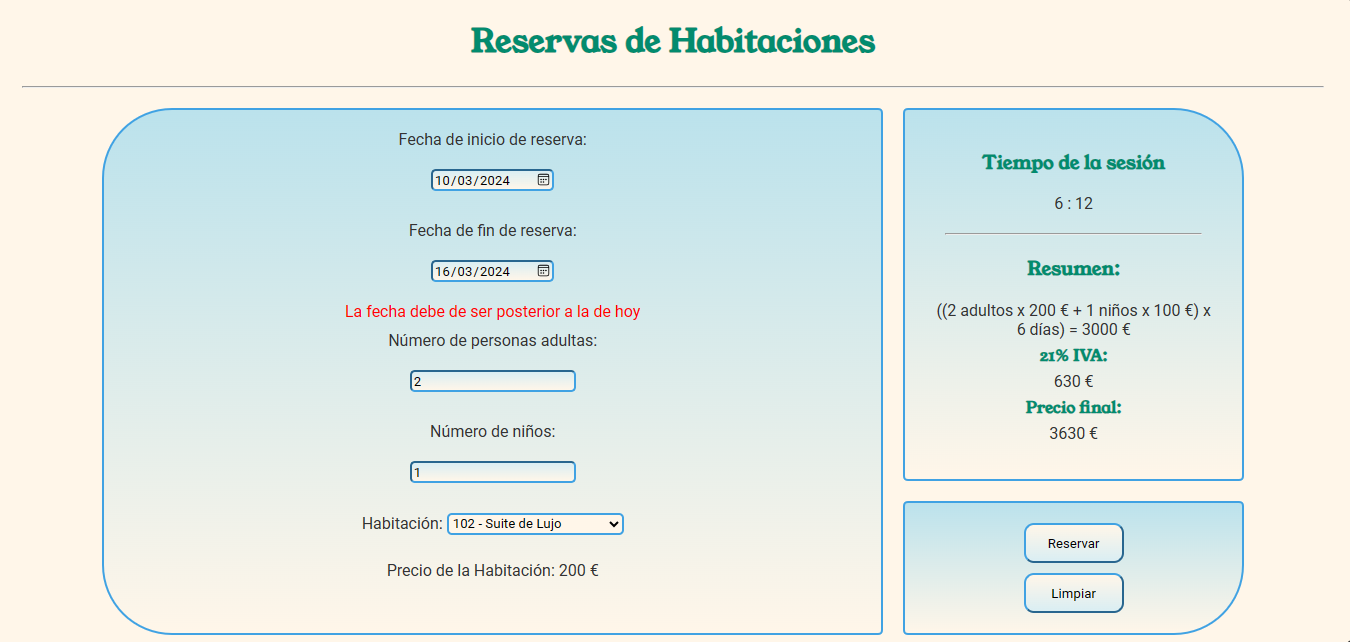 Reservas de Habitaciones
Fecha de inicio de reserva:
10/03/2024
Fecha de fin de reserva:
16/03/2024
La fecha debe de ser posterior a la de hoy
Número de personas adultas:
2
Número de niños:
1
Habitación: 102 - Suite de Lujo
Precio de la Habitación: 200 €
Tiempo de la sesión
6 : 12
Resumen:
((2 adultos x 200 € + 1 niños x 100 €) x
6 días) = 3000 €
21% IVA:
630 €
Precio final:
3630 €
Reservar
Limpiar